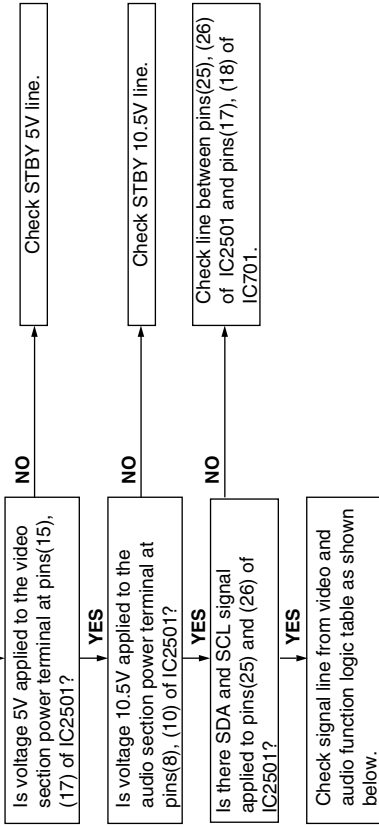 Is voltage 5V applied to the video
section power terminal at pins(15),
(17) of IC2501?
NO
Check STBY 5V line.
YES
Is voltage 10.5V applied to the
audio section power terminal at
pins(8), (10) of IC2501?
NO
Check STBY 10.5V line.
YES
Is there SDA and SCL signal
applied to pins(25) and (26) of
IC2501?
NO
Check line between pins(25), (26)
of IC2501 and pins(17), (18) of
IC701.
YES
Check signal line from video and
audio function logic table as shown
below.